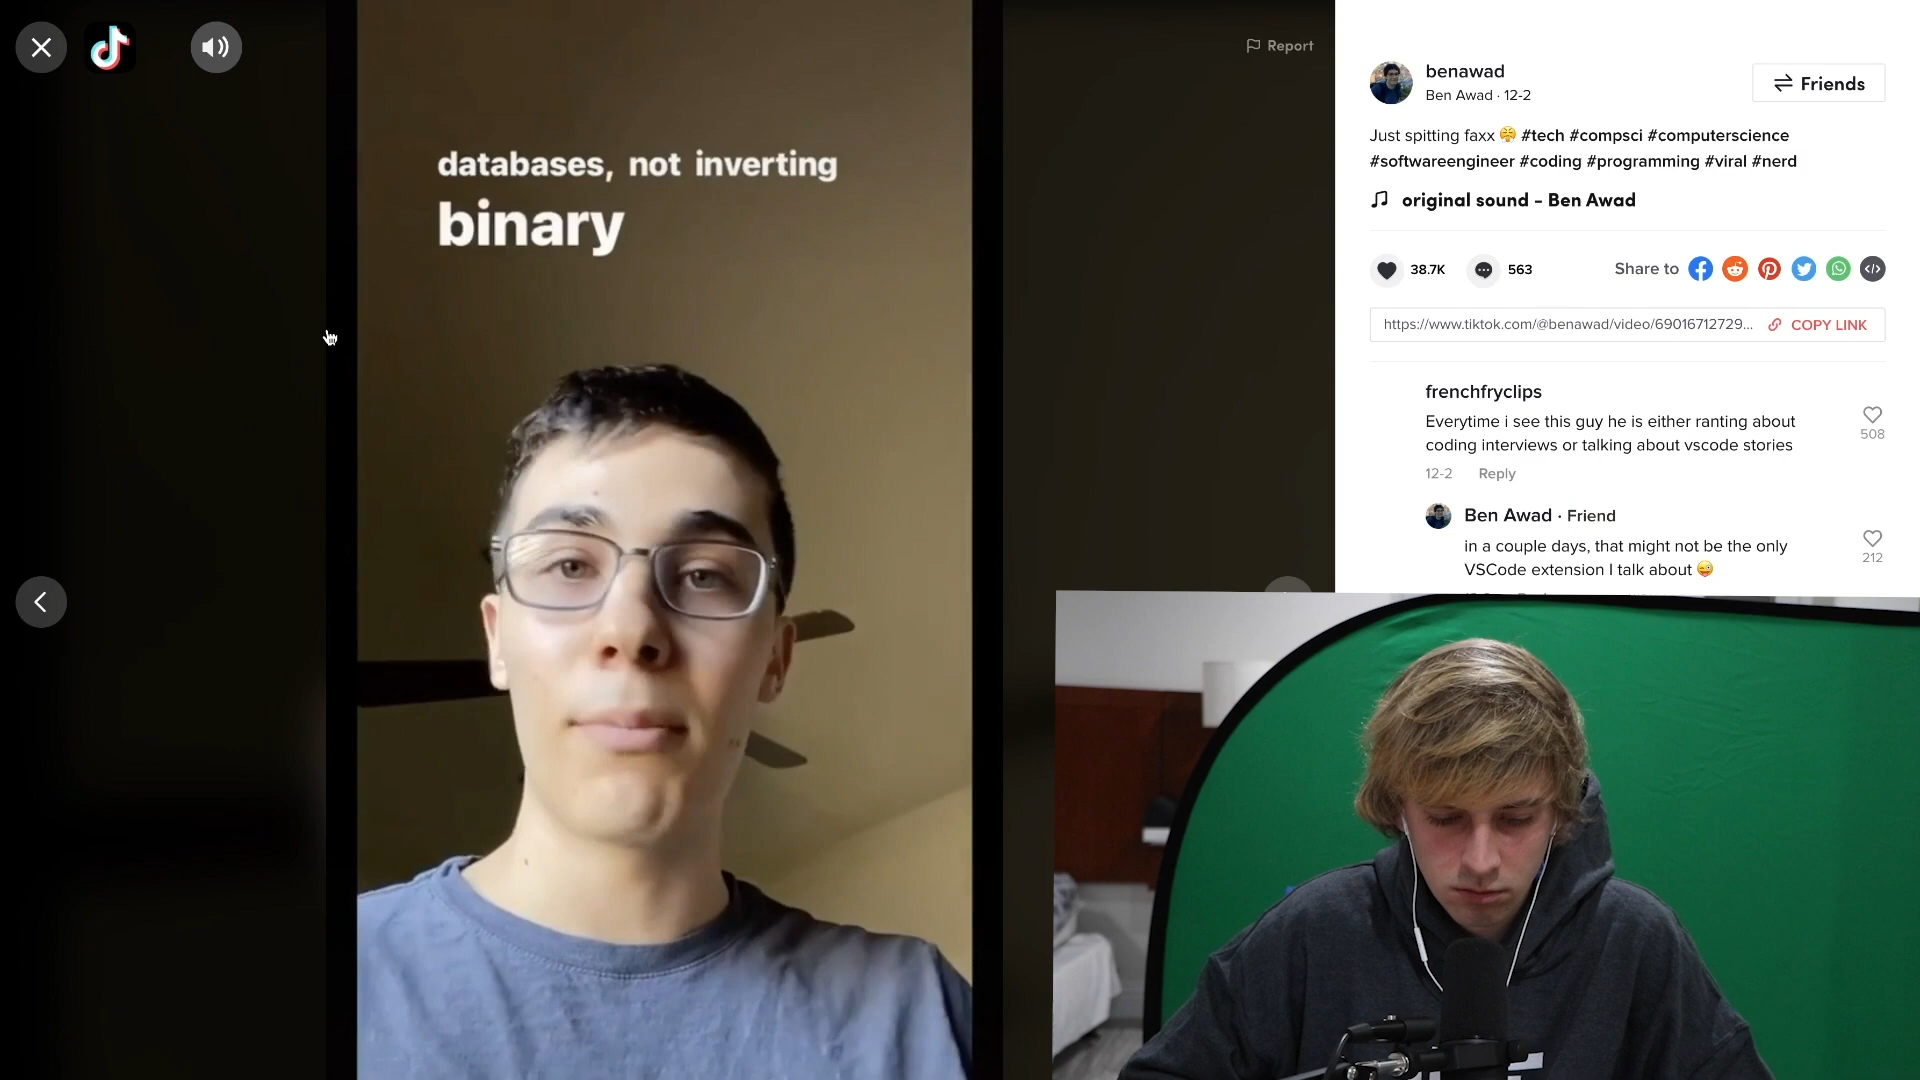 Report
databases, not inverting
binary
benawad
Ben Awad · 12-2
Friends
Just spitting faxx 😤 #tech #compsci #computerscience
#softwareengineer #coding #programming #viral #nerd
original sound - Ben Awad
38.7K
563
Share to
https://www.tiktok.com/@benawad/video/69016712729...
COPY LINK
frenchfryclips
Everytime i see this guy he is either ranting about
coding interviews or talking about vscode stories
508
12-2 Reply
Ben Awad · Friend
in a couple days, that might not be the only
VSCode extension I talk about 😜
212